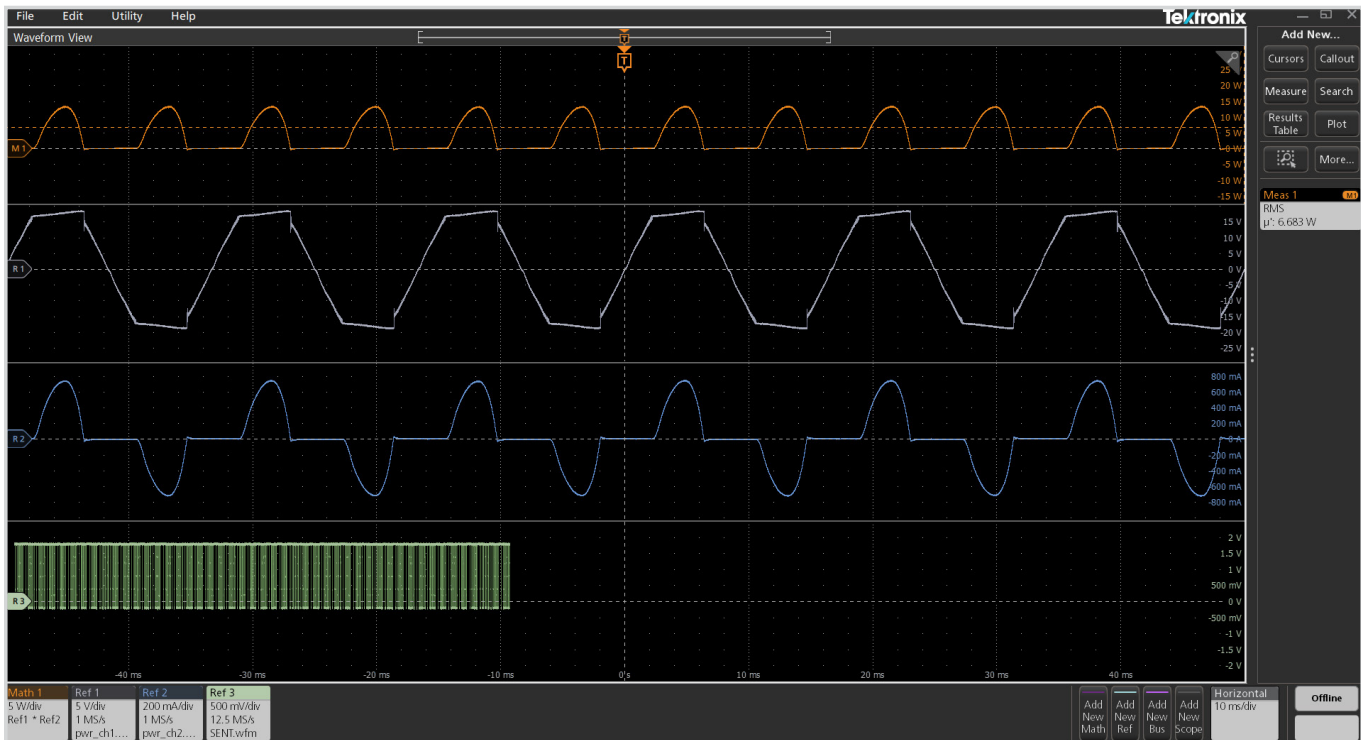 File Edit Utility Help
Tektronix
Waveform View
T
T
Add New...
Cursors Callout
Measure Search
Results Table Plot
More...
Meas 1 M1
RMS
µ': 6.683 W
M 1
25
20 W
15 W
10 W
5 W
0 W
-5 W
-10 W
-15 W
R 1
15 V
10 V
5 V
0 V
-5 V
-10 V
-15 V
-20 V
-25 V
R 2
800 mA
600 mA
400 mA
200 mA
0 A
-200 mA
-400 mA
-600 mA
-800 mA
R 3
2 V
1.5 V
1 V
500 mV
0 V
-500 mV
-1 V
-1.5 V
-2 V
-40 ms -30 ms -20 ms -10 ms 0 s 10 ms 20 ms 30 ms 40 ms
Math 1
5 W/div
Ref1 * Ref2
Ref 1
5 V/div
1 MS/s
pwr_ch1....
Ref 2
200 mA/div
1 MS/s
pwr_ch2....
Ref 3
500 mV/div
12.5 MS/s
SENT.wfm
Add New Math
Add New Ref
Add New Bus
Add New Scope
Horizontal
10 ms/div
Offline